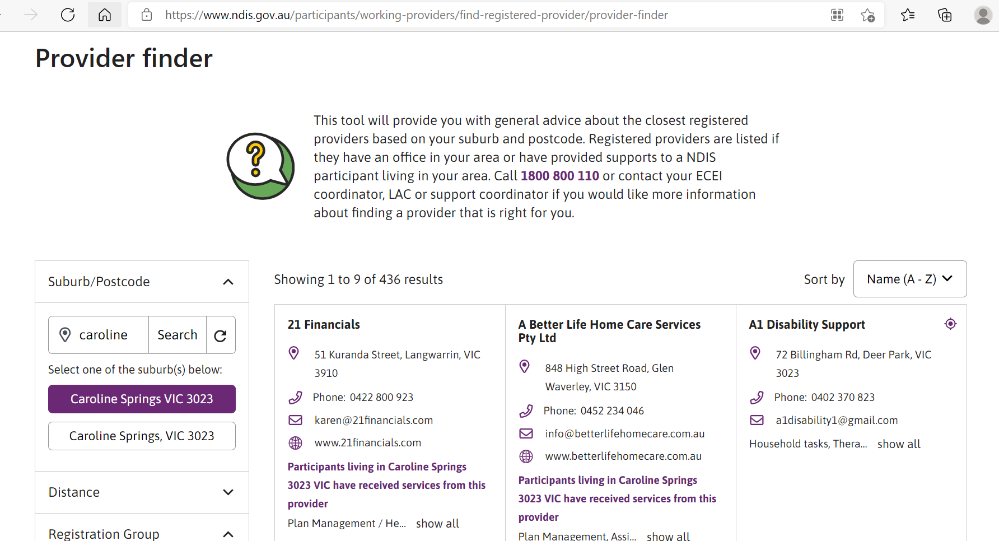 https://www.ndis.gov.au/participants/working-providers/find-registered-provider/provider-finder
Provider finder
This tool will provide you with general advice about the closest registered
providers based on your suburb and postcode. Registered providers are listed if
they have an office in your area or have provided supports to a NDIS
participant living in your area. Call 1800 800 110 or contact your ECEI
coordinator, LAC or support coordinator if you would like more information
about finding a provider that is right for you.
Suburb/Postcode
caroline
Search
Select one of the suburb(s) below:
Caroline Springs VIC 3023
Caroline Springs, VIC 3023
Distance
Registration Group
Showing 1 to 9 of 436 results
Sort by
Name (A - Z)
21 Financials
51 Kuranda Street, Langwarrin, VIC
3910
Phone: 0422 800 923
karen@21financials.com
www.21financials.com
Participants living in Caroline Springs
3023 VIC have received services from this
provider
Plan Management / He... show all
A Better Life Home Care Services
Pty Ltd
848 High Street Road, Glen
Waverley, VIC 3150
Phone: 0452 234 046
info@betterlifehomecare.com.au
www.betterlifehomecare.com.au
Participants living in Caroline Springs
3023 VIC have received services from this
provider
Plan Management, Assi... show all
A1 Disability Support
72 Billingham Rd, Deer Park, VIC
3023
Phone: 0402 370 823
a1disability1@gmail.com
Household tasks, Thera... show all